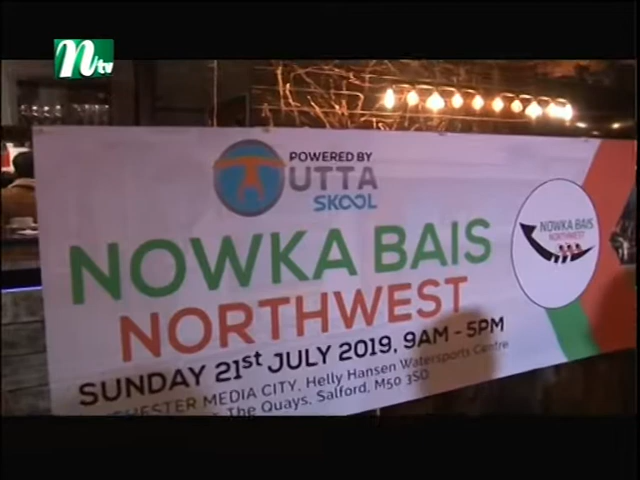 ntv
POWERED BY
UTTA
SKOOL
NOWKA BAIS
NORTHWEST
NOWKA BAIS
NORTHWEST
SUNDAY 21st JULY 2019, 9AM - 5PM
CHESTER MEDIA CITY, Helly Hansen Watersports Centre
The Quays, Salford, M50 3SQ